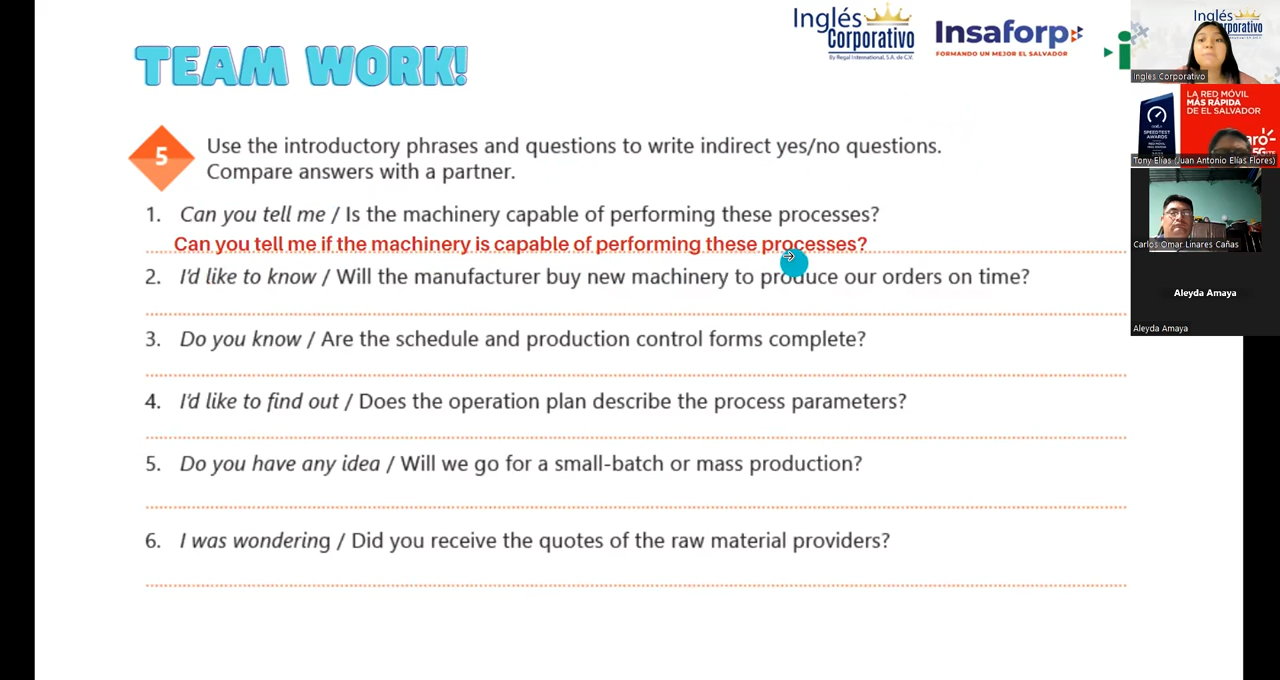 Inglés
Corporativo
By Regal International, S.A. de C.V.
Insaforp
FORMANDO UN MEJOR EL SALVADOR
TEAM WORK!
5
Use the introductory phrases and questions to write indirect yes/no questions.
Compare answers with a partner.
1. Can you tell me / Is the machinery capable of performing these processes?
Can you tell me if the machinery is capable of performing these processes?
2. I'd like to know / Will the manufacturer buy new machinery to produce our orders on time?
3. Do you know / Are the schedule and production control forms complete?
4. I'd like to find out / Does the operation plan describe the process parameters?
5. Do you have any idea / Will we go for a small-batch or mass production?
6. I was wondering / Did you receive the quotes of the raw material providers?
Inglés
Corporativo
Ingles Corporativo
LA RED MÓVIL
MÁS RÁPIDA
DE EL SALVADOR
SPEEDTEST
AWARDS
Tony Elías (Juan Antonio Elías Flores)
Carlos Omar Linares Cañas
Aleyda Amaya
Aleyda Amaya